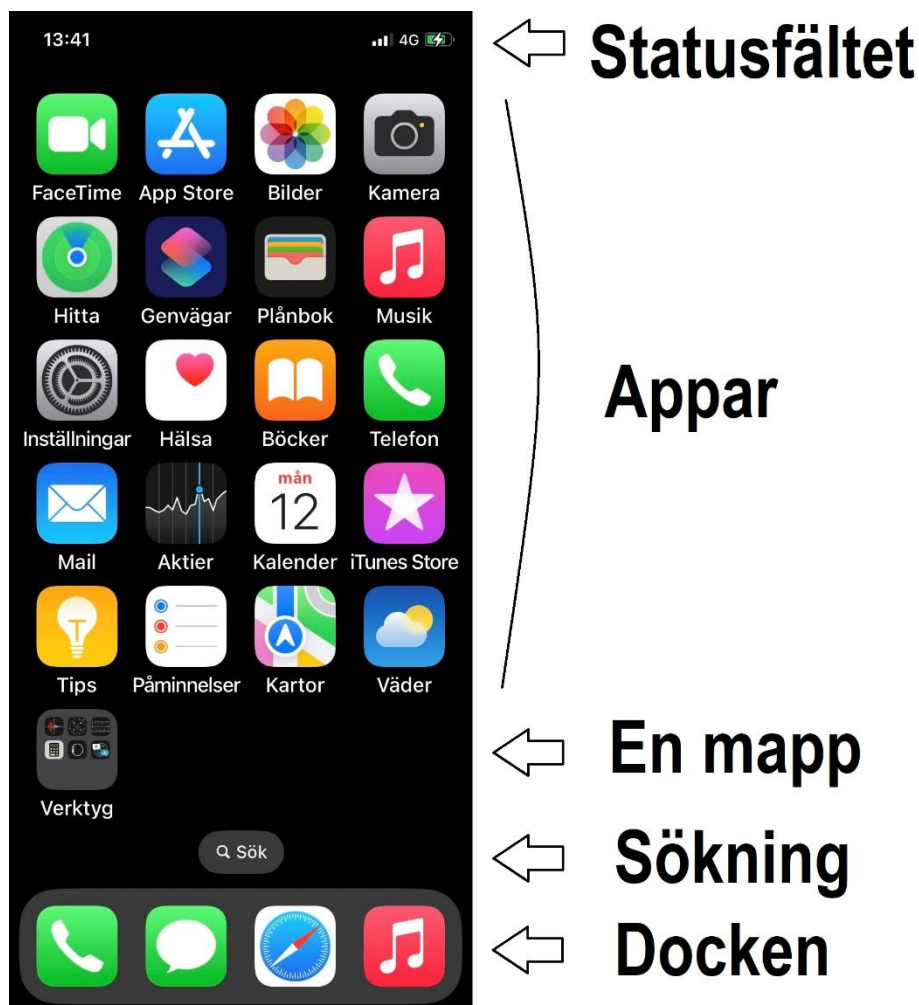 13:41 4G
Statusfältet
FaceTime App Store Bilder Kamera
Hitta Genvägar Plånbok Musik
Appar
Inställningar Hälsa Böcker Telefon
mån
12
Mail Aktier Kalender iTunes Store
Tips Påminnelser Kartor Väder
En mapp
Verktyg
Sök
Sökning
Docken